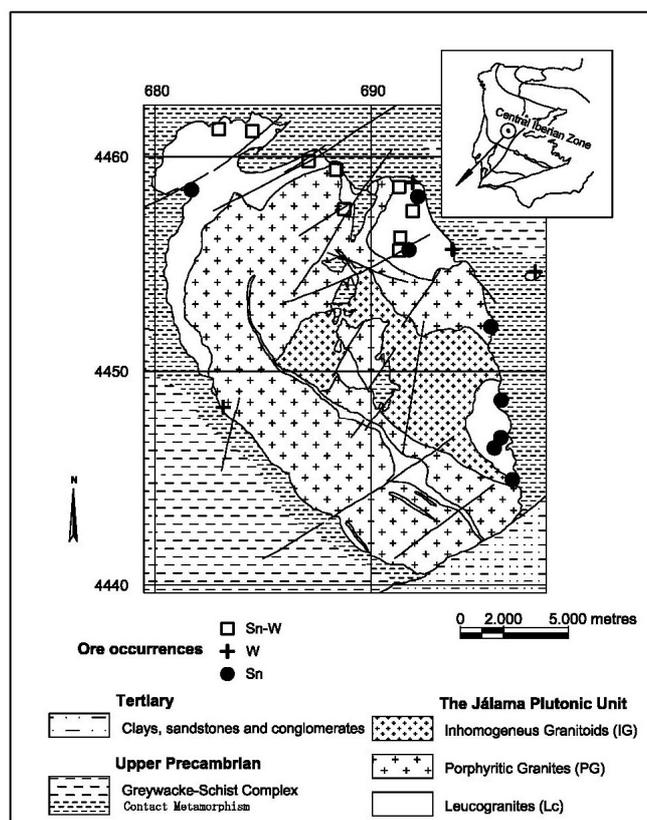 680
690
Central Iberian Zone
4460
4450
N
4440
0 2.000 5.000 metres
Ore occurrences
Sn-W
W
Sn
Tertiary
Clays, sandstones and conglomerates
Upper Precambrian
Greywacke-Schist Complex
Contact Metamorphism
The Jálama Plutonic Unit
Inhomogeneus Granitoids (IG)
Porphyritic Granites (PG)
Leucogranites (Lc)